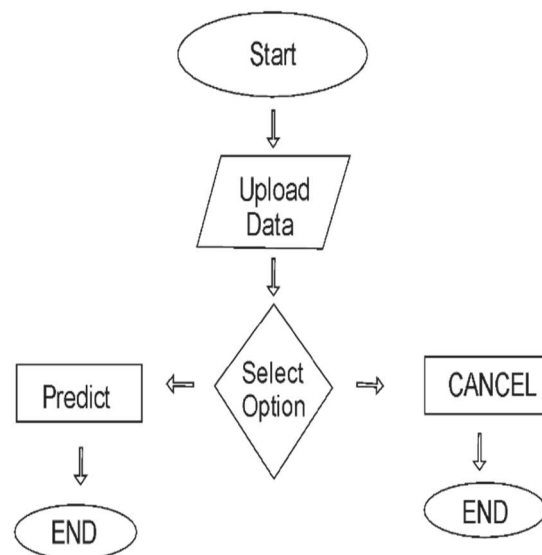 Start
Upload
Data
Select
Option
Predict
CANCEL
END
END